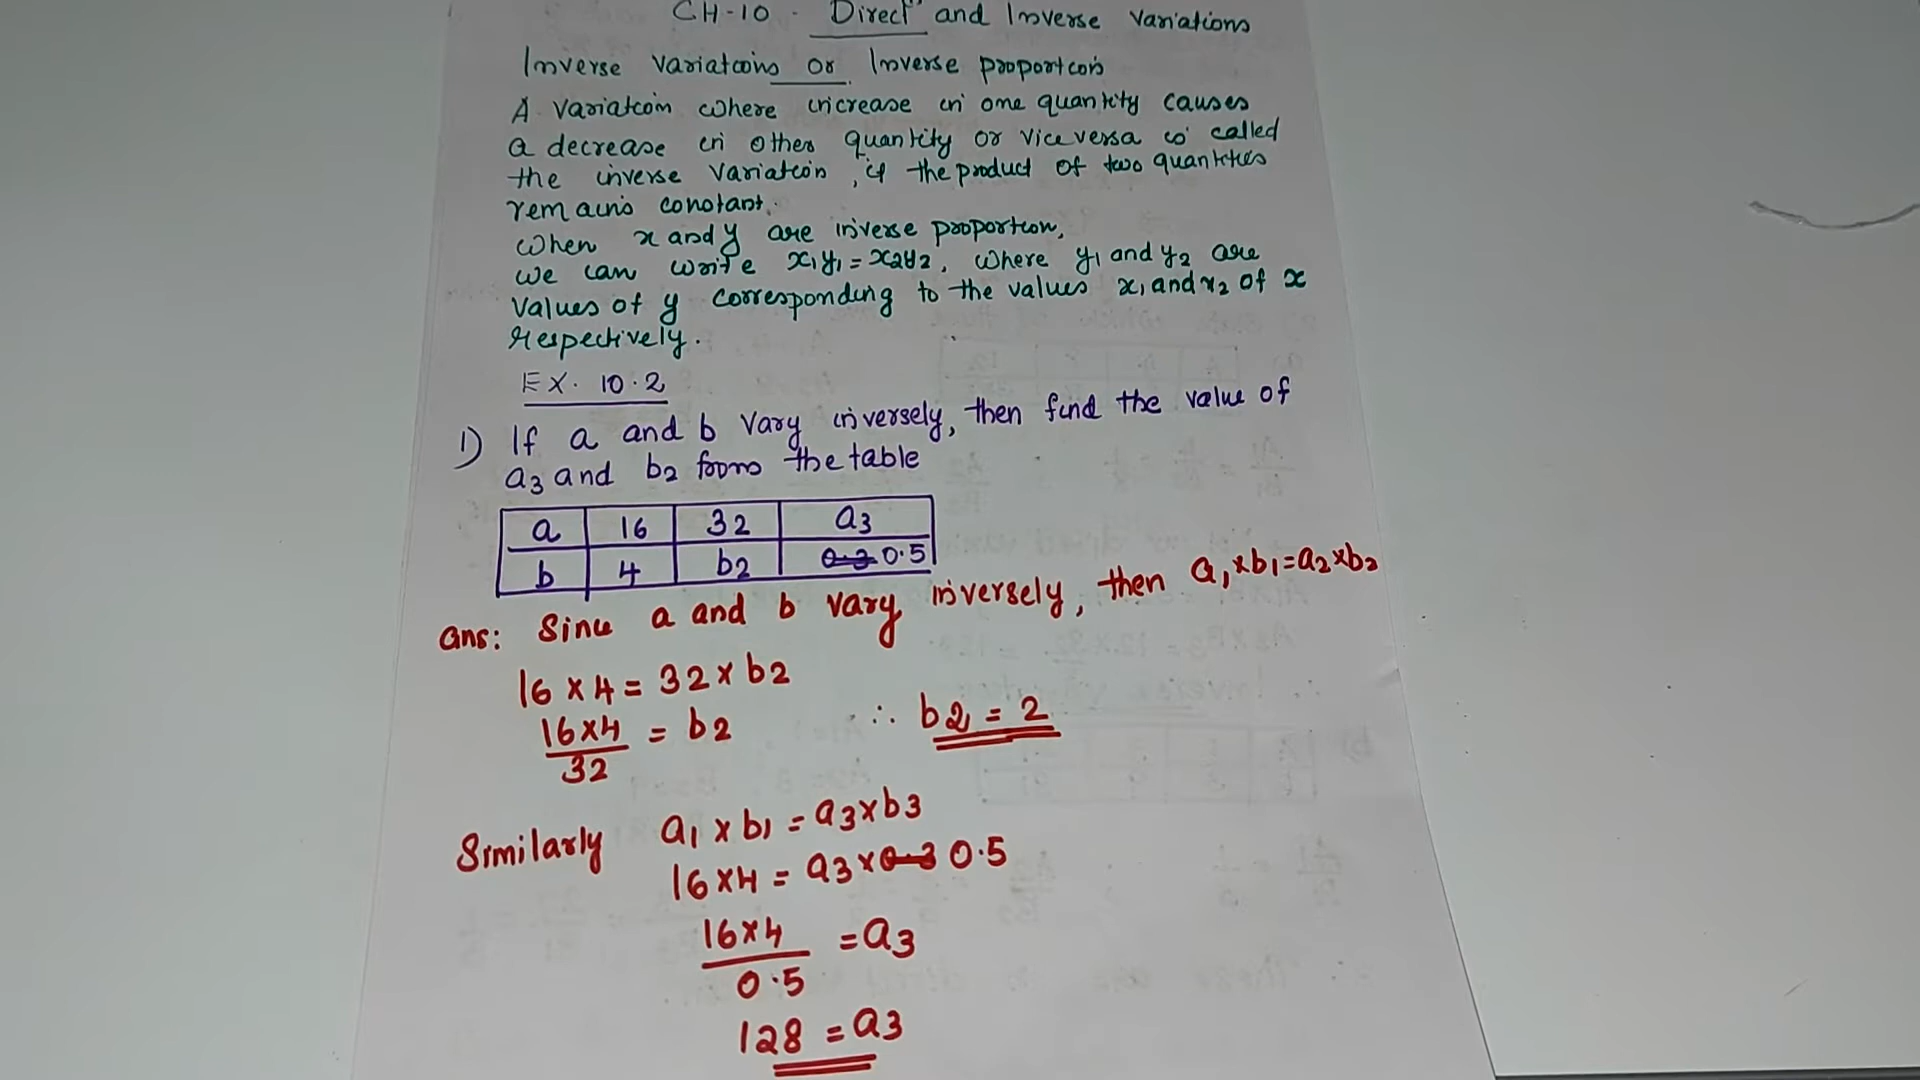 CH-10. Direct and Inverse Variations
Inverse Variations or Inverse proportion
A variation where increase in one quantity causes
a decrease in other quantity or vice versa is called
the inverse variation, if the product of two quantities
remains constant.
When x and y are inverse proportion,
we can write x1y1 = x2y2, where y1 and y2 are
values of y corresponding to the values x1 and x2 of x
respectively.
EX. 10.2
1) If a and b vary inversely, then find the value of
a3 and b2 from the table
a 16 32 a3
b 4 b2 0.5
ans: Since a and b vary inversely, then a1×b1=a2×b2
16 × 4 = 32 × b2
16×4/32 = b2 ∴ b2 = 2
Similarly a1 × b1 = a3×b3
16×4 = a3× 0.5
16×4/0.5 = a3
128 = a3